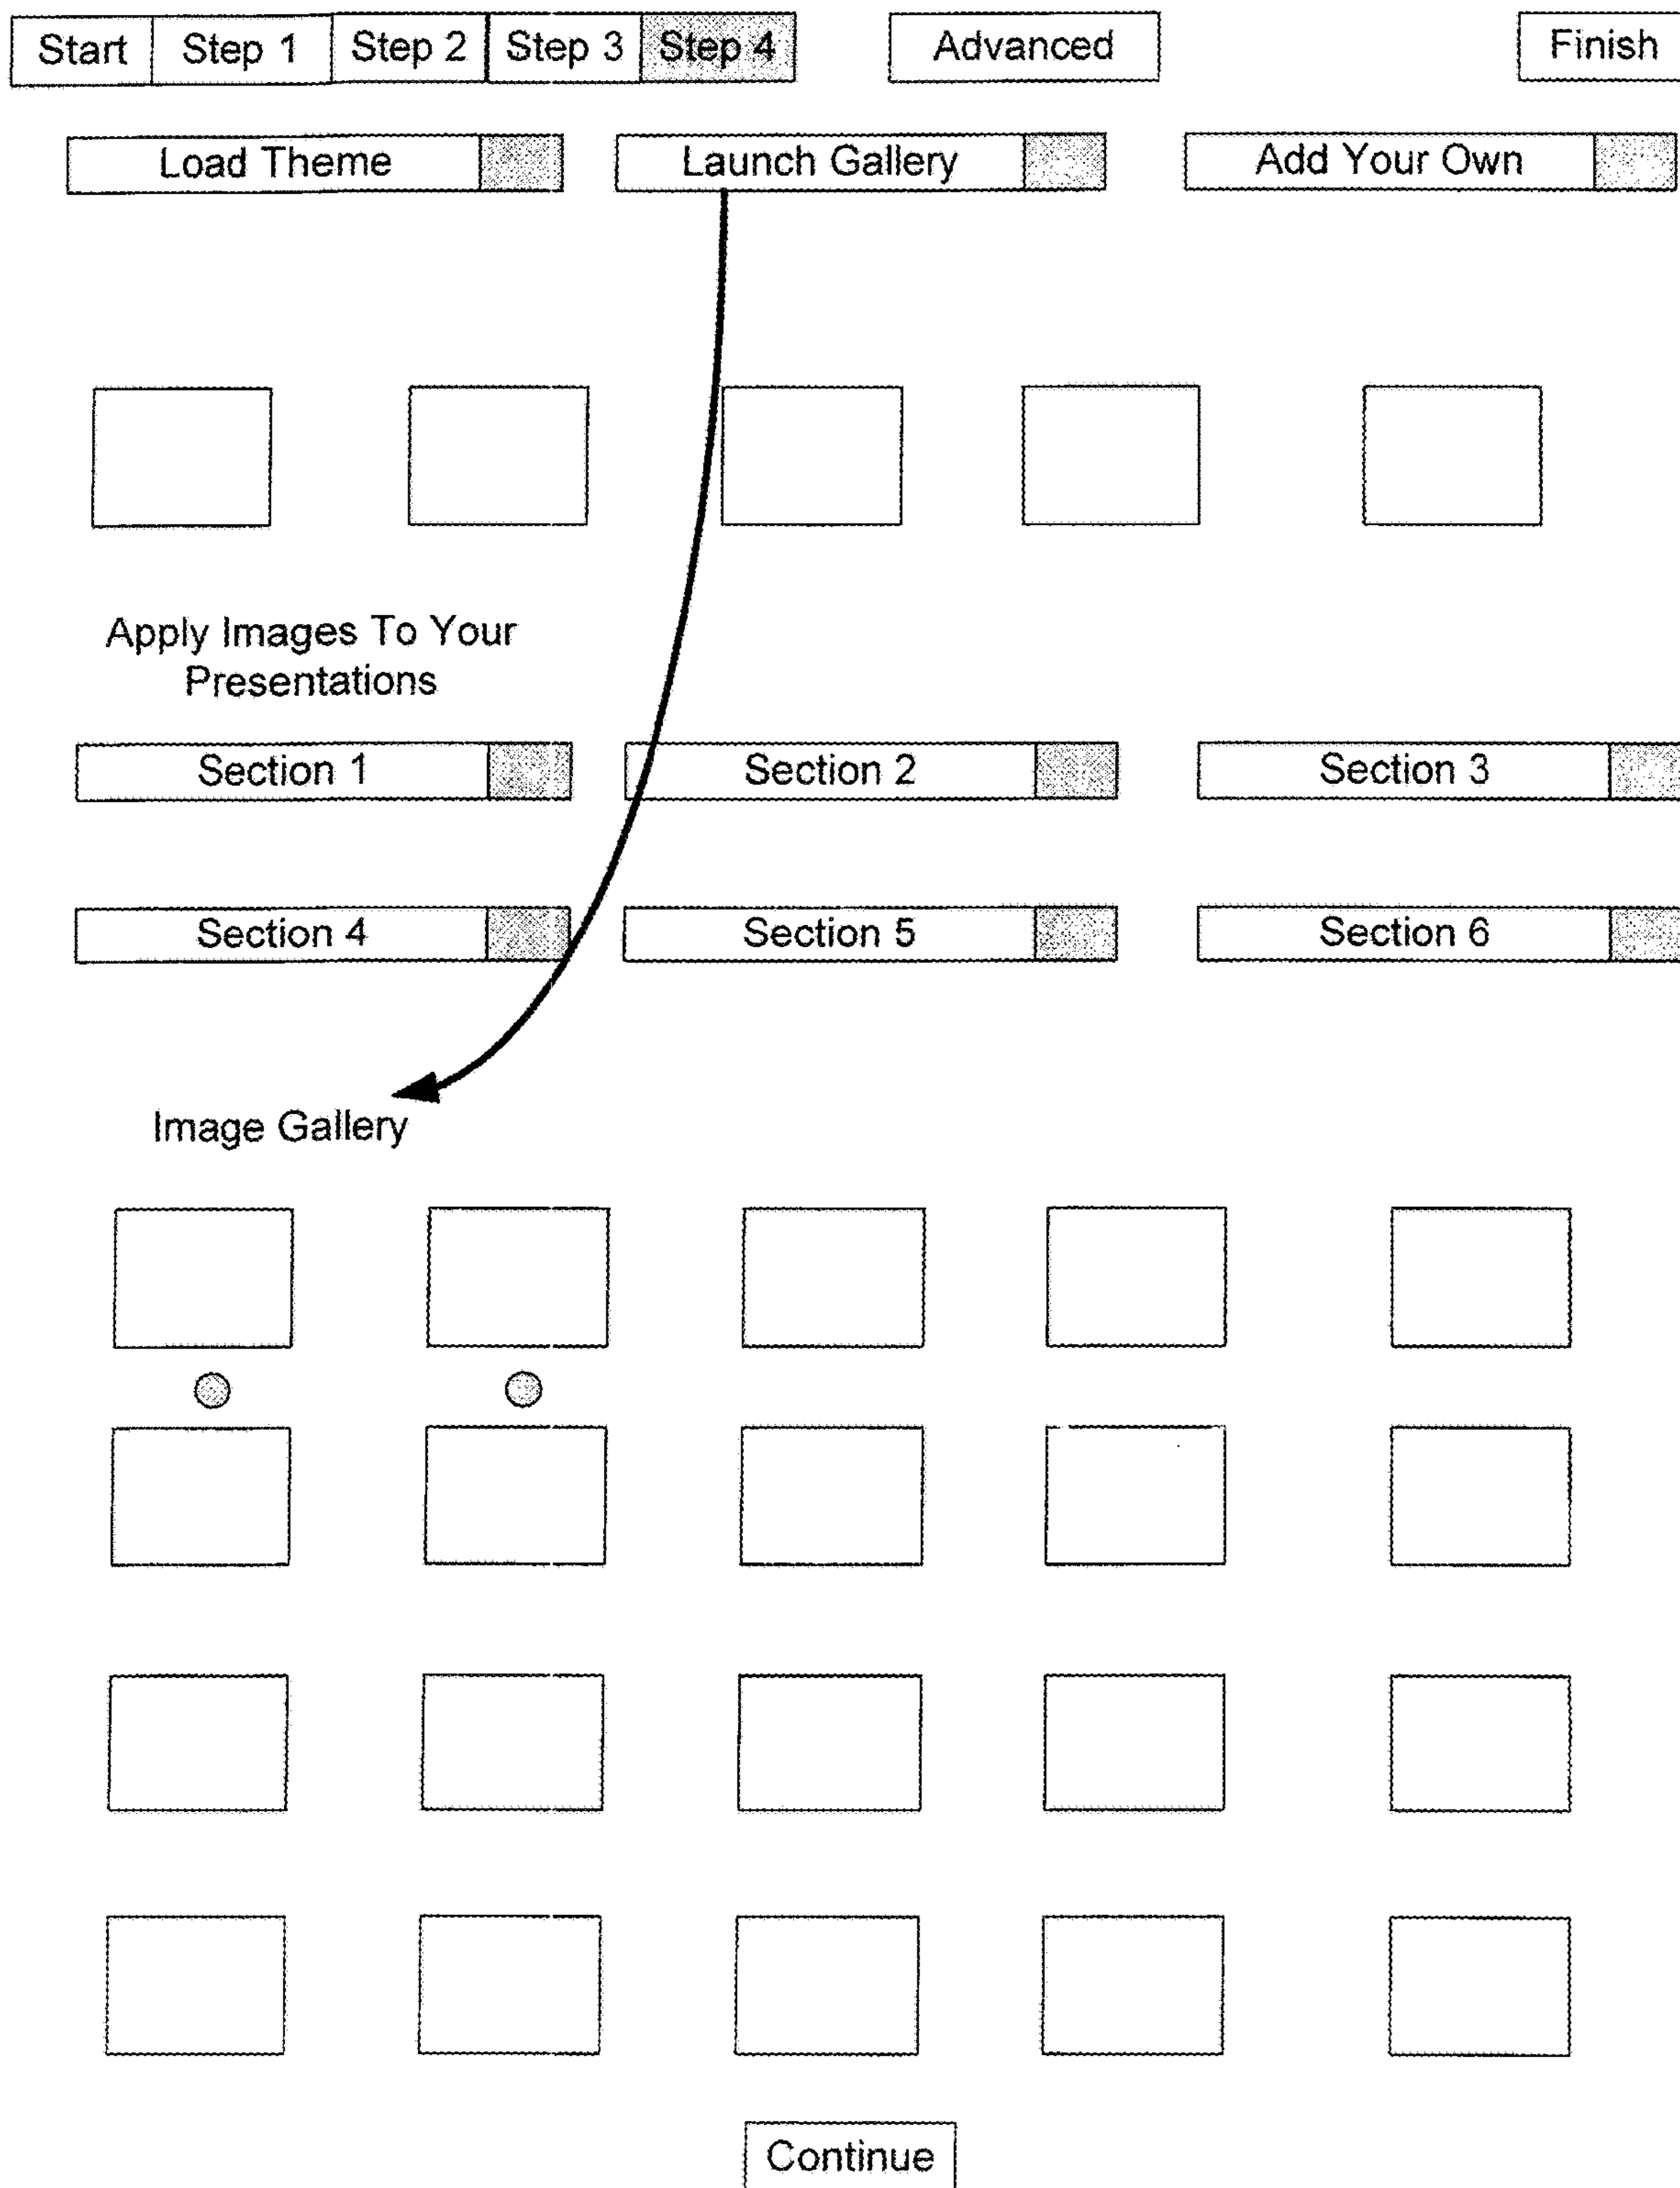 Start Step 1 Step 2 Step 3 Step 4 Advanced Finish
Load Theme Launch Gallery Add Your Own
Apply Images To Your
Presentations
Section 1 Section 2 Section 3
Section 4 Section 5 Section 6
Image Gallery
Continue